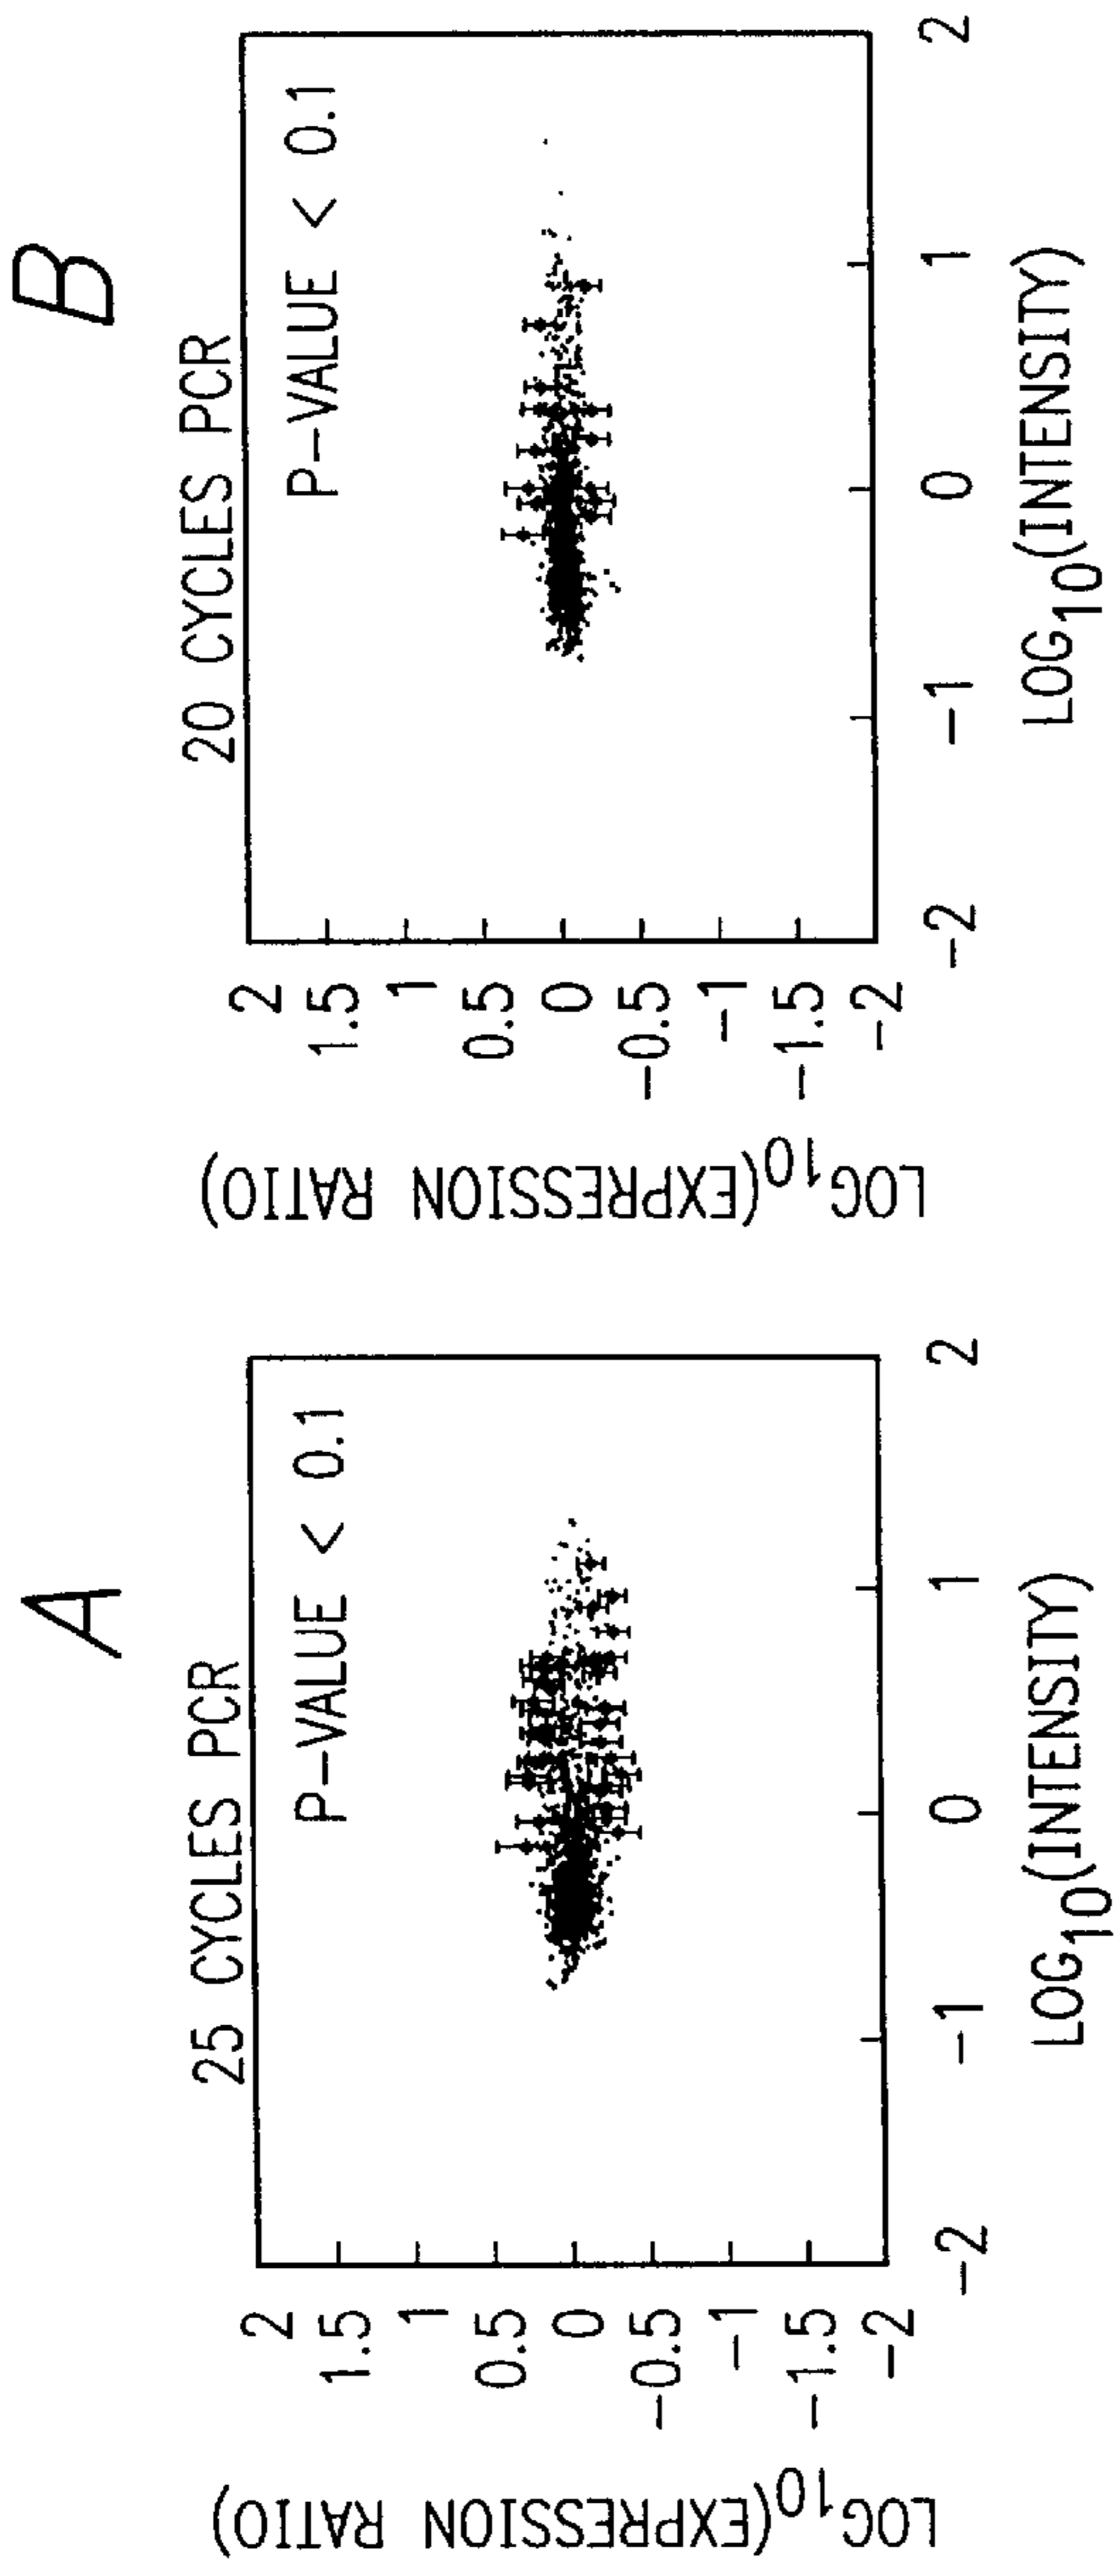 A
25 CYCLES PCR
P-VALUE < 0.1
LOG10(EXPRESSION RATIO)
2
1.5
1
0.5
0
-0.5
-1
-1.5
-2
-2 -1 0 1 2
LOG10(INTENSITY)
B
20 CYCLES PCR
P-VALUE < 0.1
LOG10(EXPRESSION RATIO)
2
1.5
1
0.5
0
-0.5
-1
-1.5
-2
-2 -1 0 1 2
LOG10(INTENSITY)